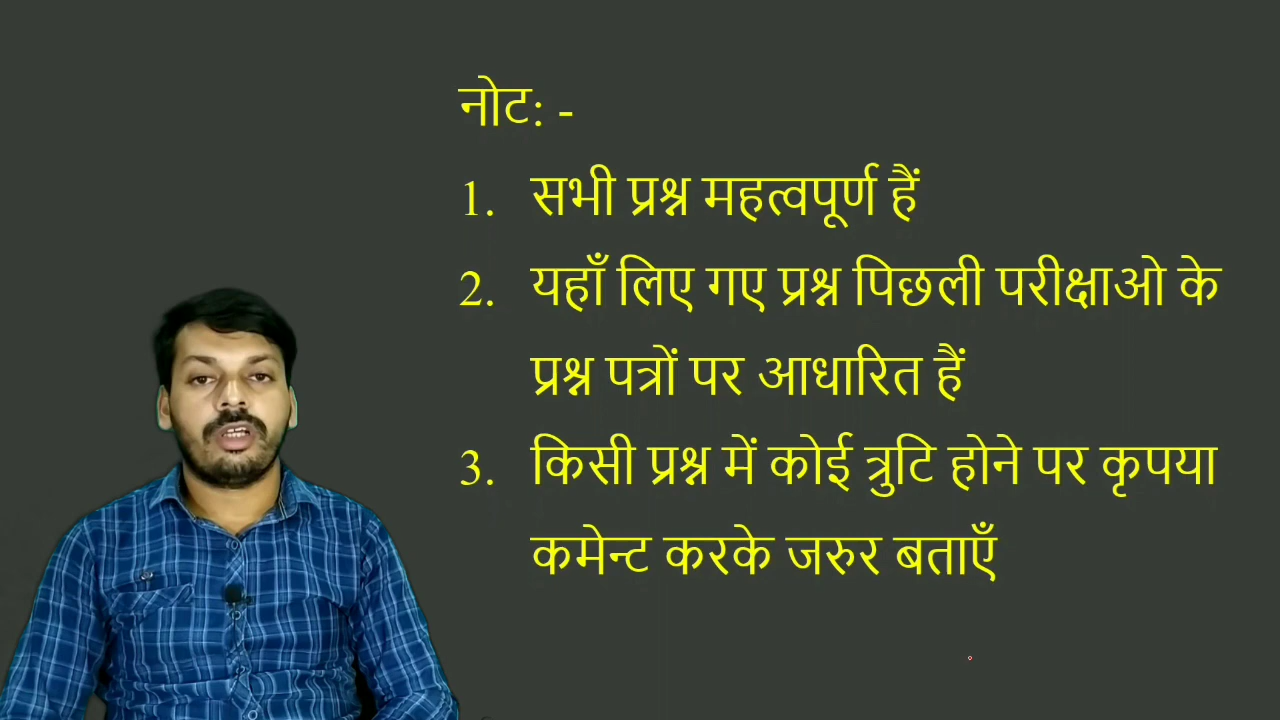 नोटः -
1. सभी प्रश्न महत्वपूर्ण हैं
2. यहाँ लिए गए प्रश्न पिछली परीक्षाओ के
प्रश्न पत्रों पर आधारित हैं
3. किसी प्रश्न में कोई त्रुटि होने पर कृपया
कमेन्ट करके जरुर बताएँ